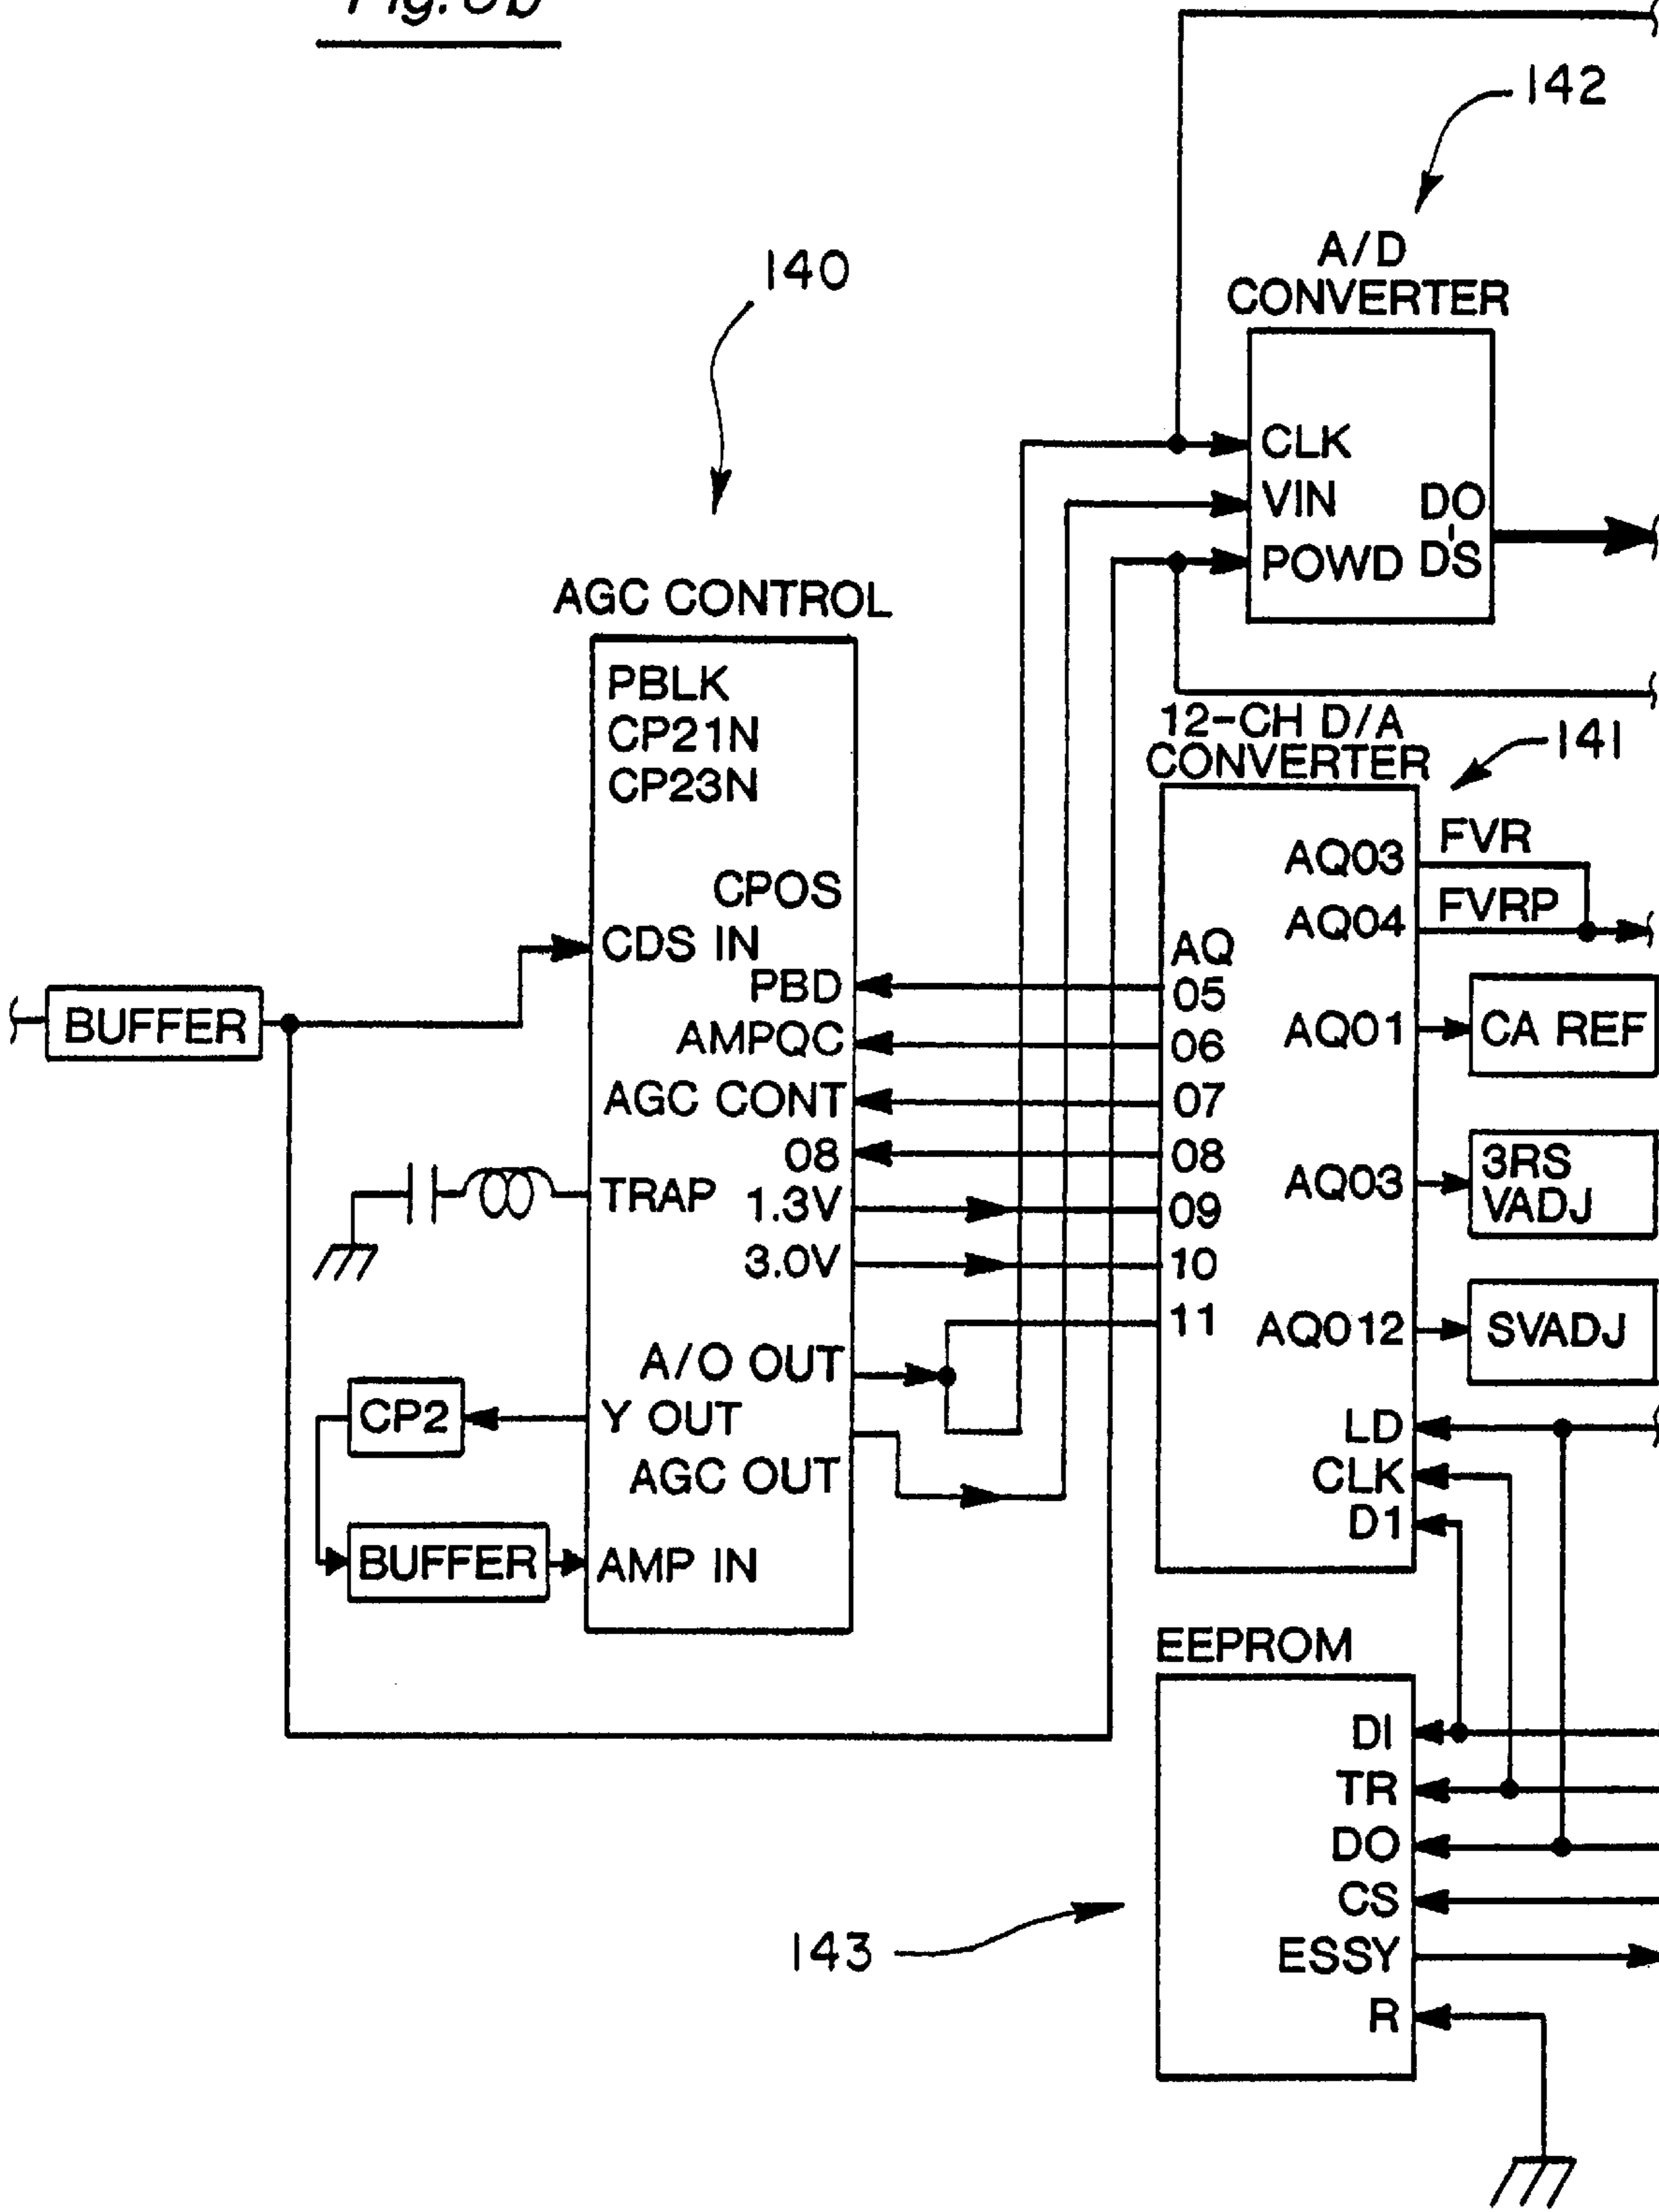 Fig. 8b
142
A/D
CONVERTER
CLK
VIN
POWD
DO
DS
140
AGC CONTROL
PBLK
CP21N
CP23N
CPOS
CDS IN
PBD
AMPQC
AGC CONT
08
TRAP
1.3V
3.0V
A/O OUT
Y OUT
AGC OUT
AMP IN
BUFFER
CP2
BUFFER
12-CH D/A
CONVERTER
141
AQ
05
06
07
08
09
10
11
AQ03
FVR
AQ04
FVRP
AQ01
CA REF
AQ03
3RS
VADJ
AQ012
SVADJ
LD
CLK
D1
EEPROM
DI
TR
DO
CS
ESSY
R
143